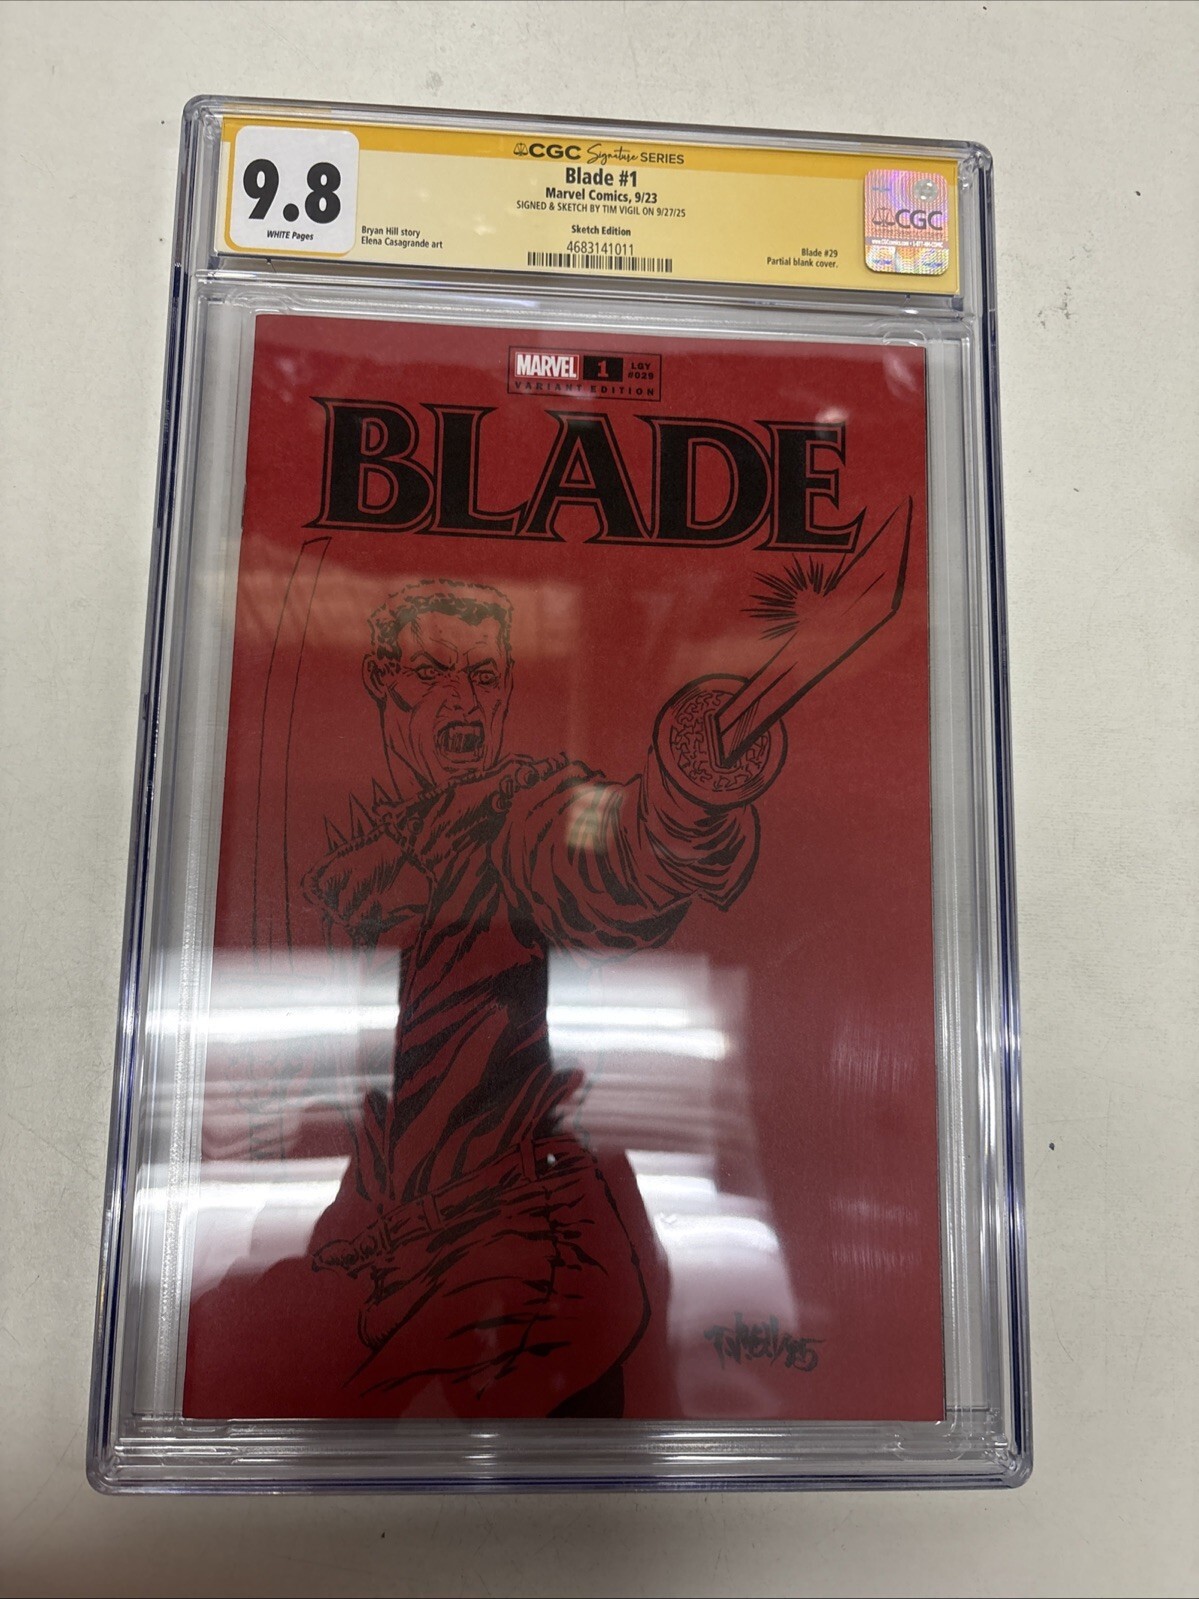 CGC Signature SERIES
9.8
WHITE Pages
Blade #1
Marvel Comics, 9/23
SIGNED & SKETCH BY TIM VIGIL ON 9/27/25
Bryan Hill story
Elena Casagrande art
Sketch Edition
4683141011
Blade #29
Partial blank cover.
CGC
MARVEL 1 LGY #029
VARIANT EDITION
BLADE